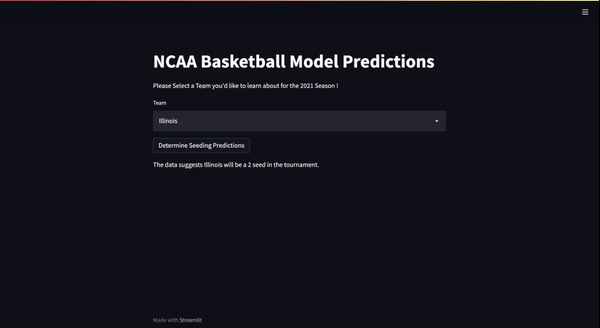 NCAA Basketball Model Predictions
Please Select a Team you'd like to learn about for the 2021 Season !
Team
Illinois
Determine Seeding Predictions
The data suggests Illinois will be a 2 seed in the tournament.
Made with Streamlit